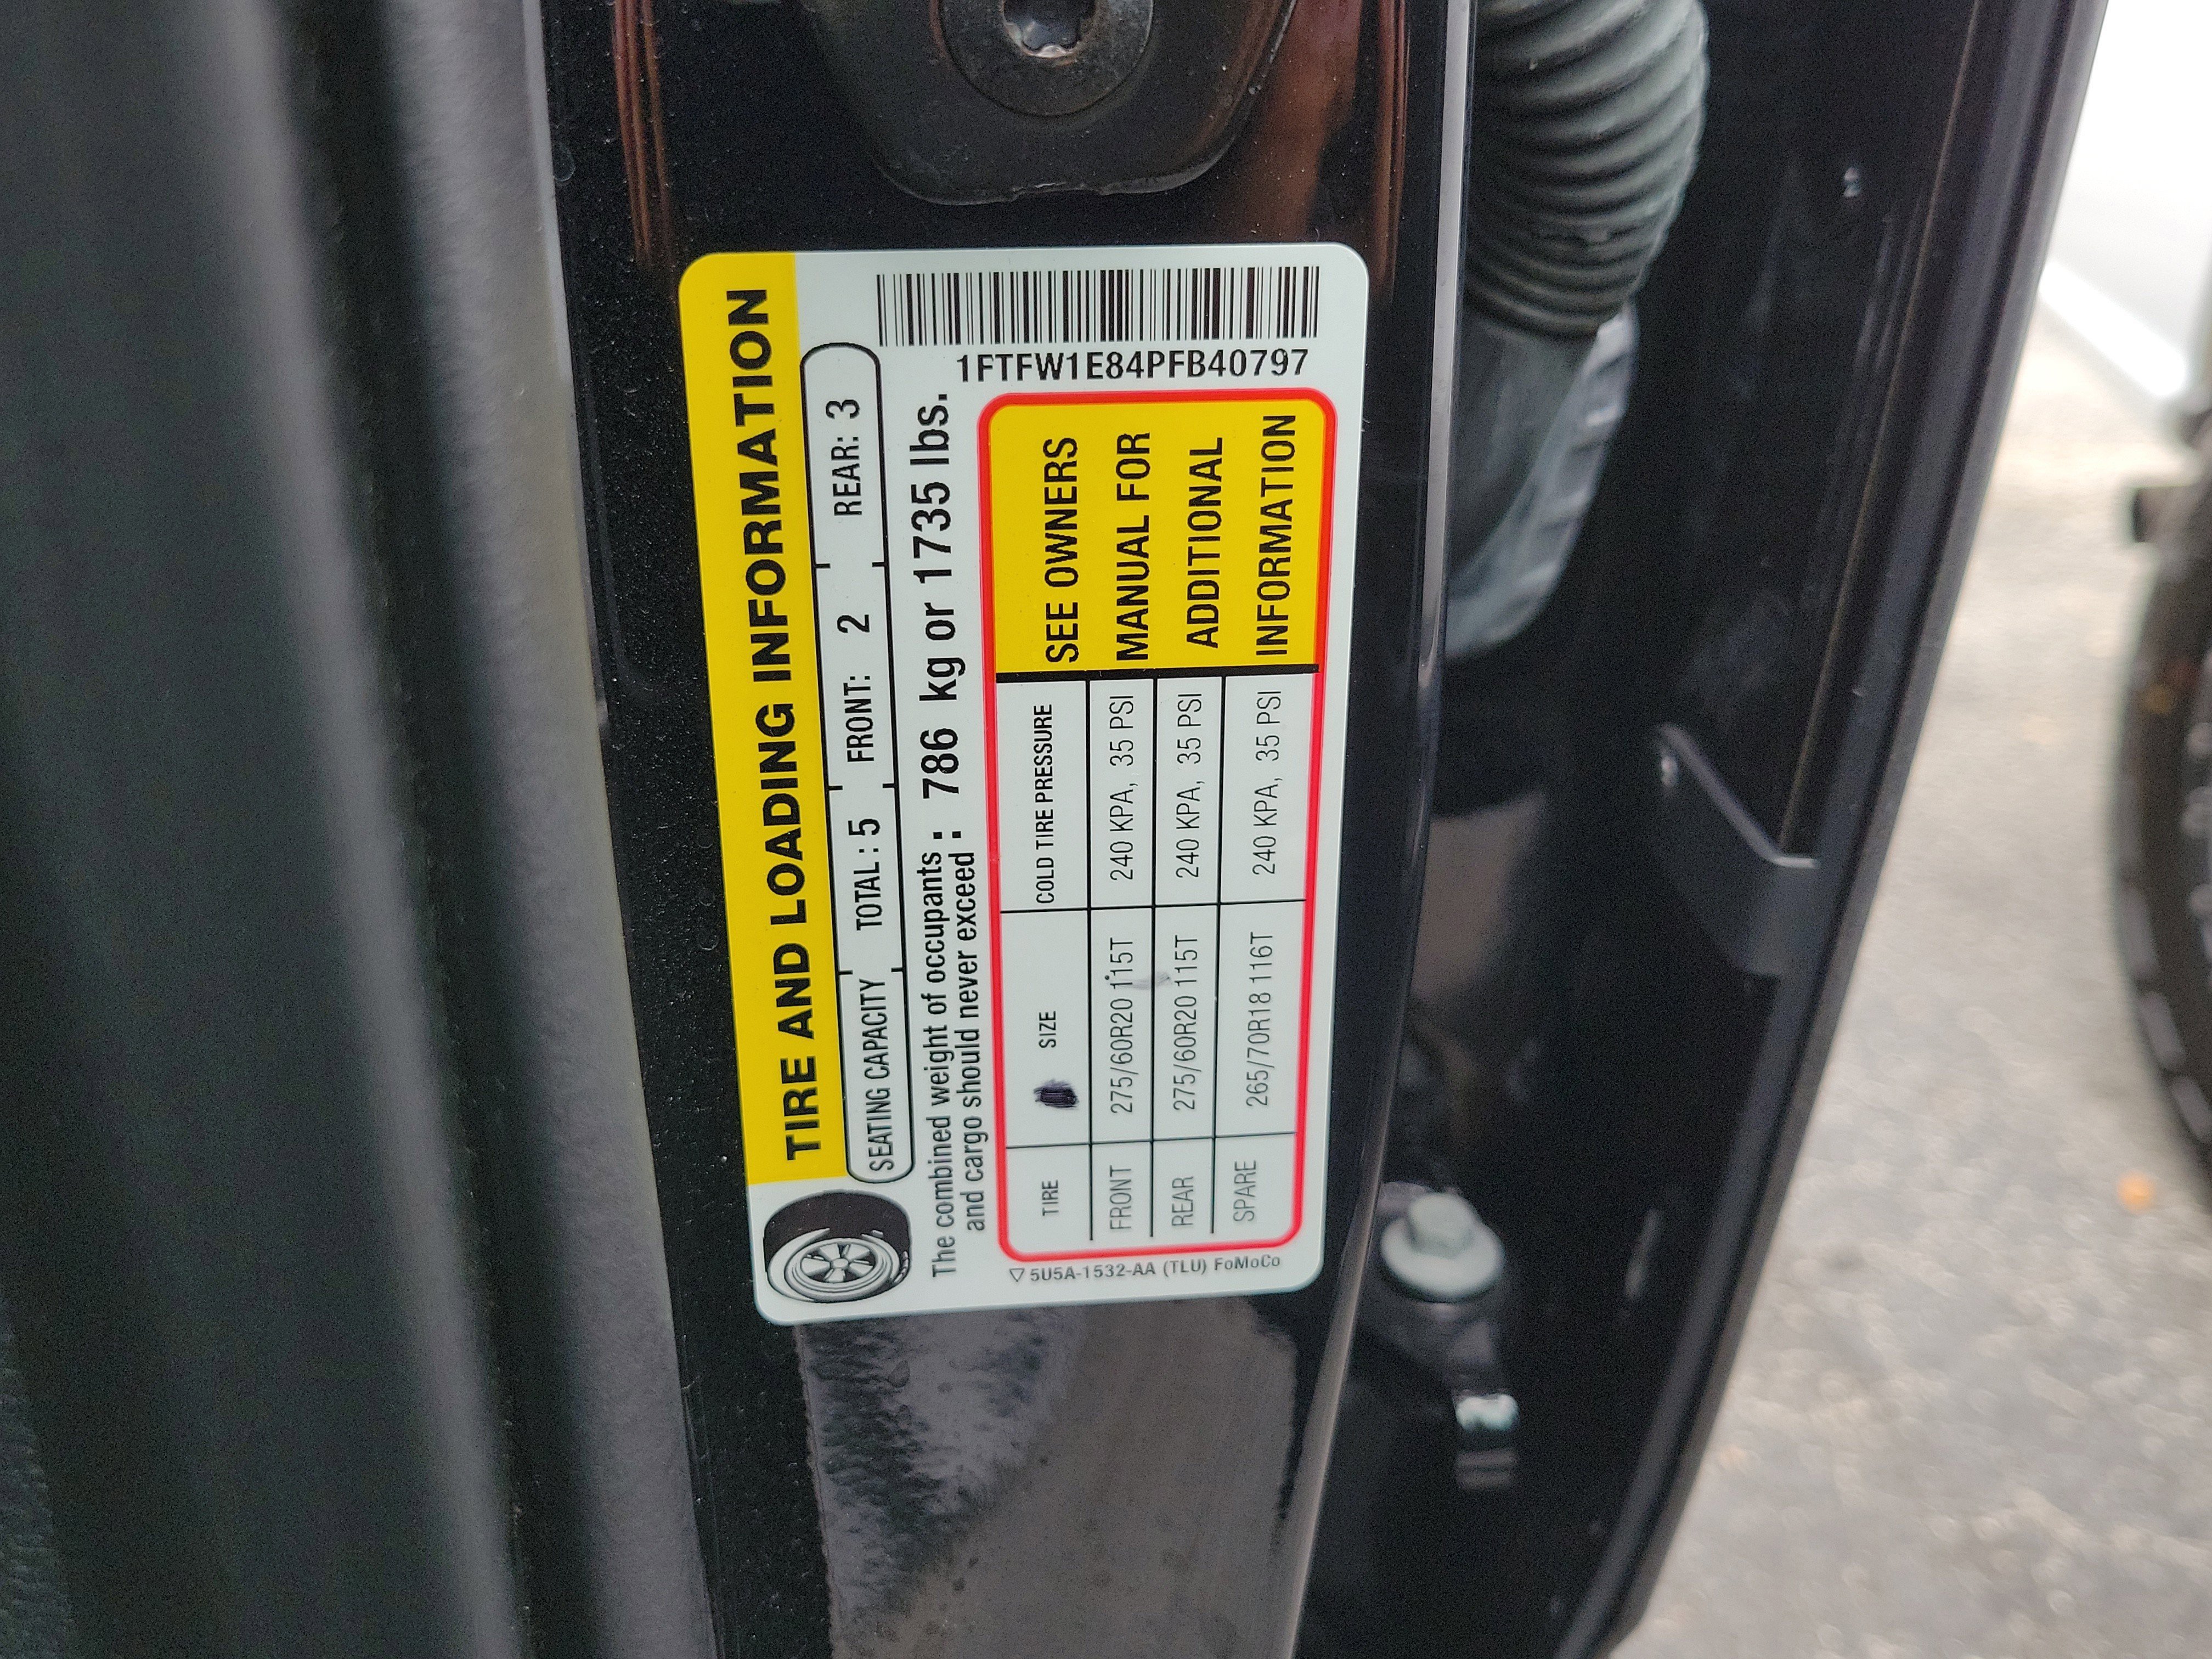 TIRE AND LOADING INFORMATION
SEATING CAPACITY TOTAL : 5 FRONT: 2 REAR: 3
The combined weight of occupants
and cargo should never exceed : 786 kg or 1735 lbs.
TIRE SIZE COLD TIRE PRESSURE
FRONT 275/60R20 115T 240 KPA, 35 PSI
REAR 275/60R20 115T 240 KPA, 35 PSI
SPARE 265/70R18 116T 240 KPA, 35 PSI
SEE OWNERS
MANUAL FOR
ADDITIONAL
INFORMATION
5U5A-1532-AA (TLU) FoMoCo
1FTFW1E84PFB40797